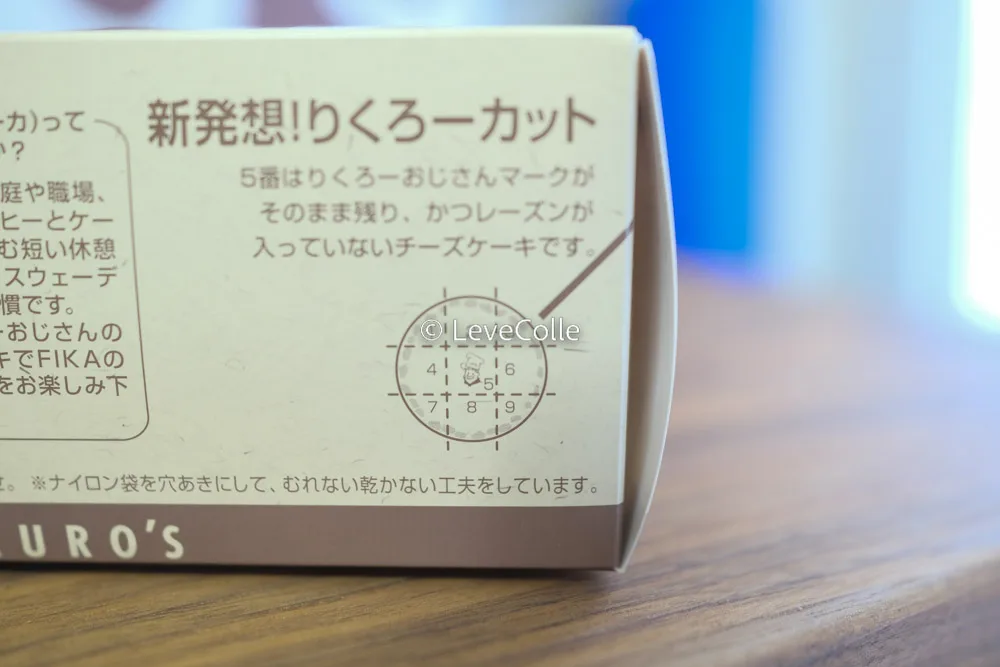 ーカ)って
か？
庭や職場、
ヒーとケー
む短い休憩
スウェーデ
慣です。
ーおじさんの
キでFIKAの
をお楽しみ下
新発想!りくろーカット
5番はりくろーおじさんマークが
そのまま残り、かつレーズンが
入っていないチーズケーキです。
© LeveColle
4 5 6
7 8 9
。 ※ナイロン袋を穴あきにして、むれない乾かない工夫をしています。
URO'S